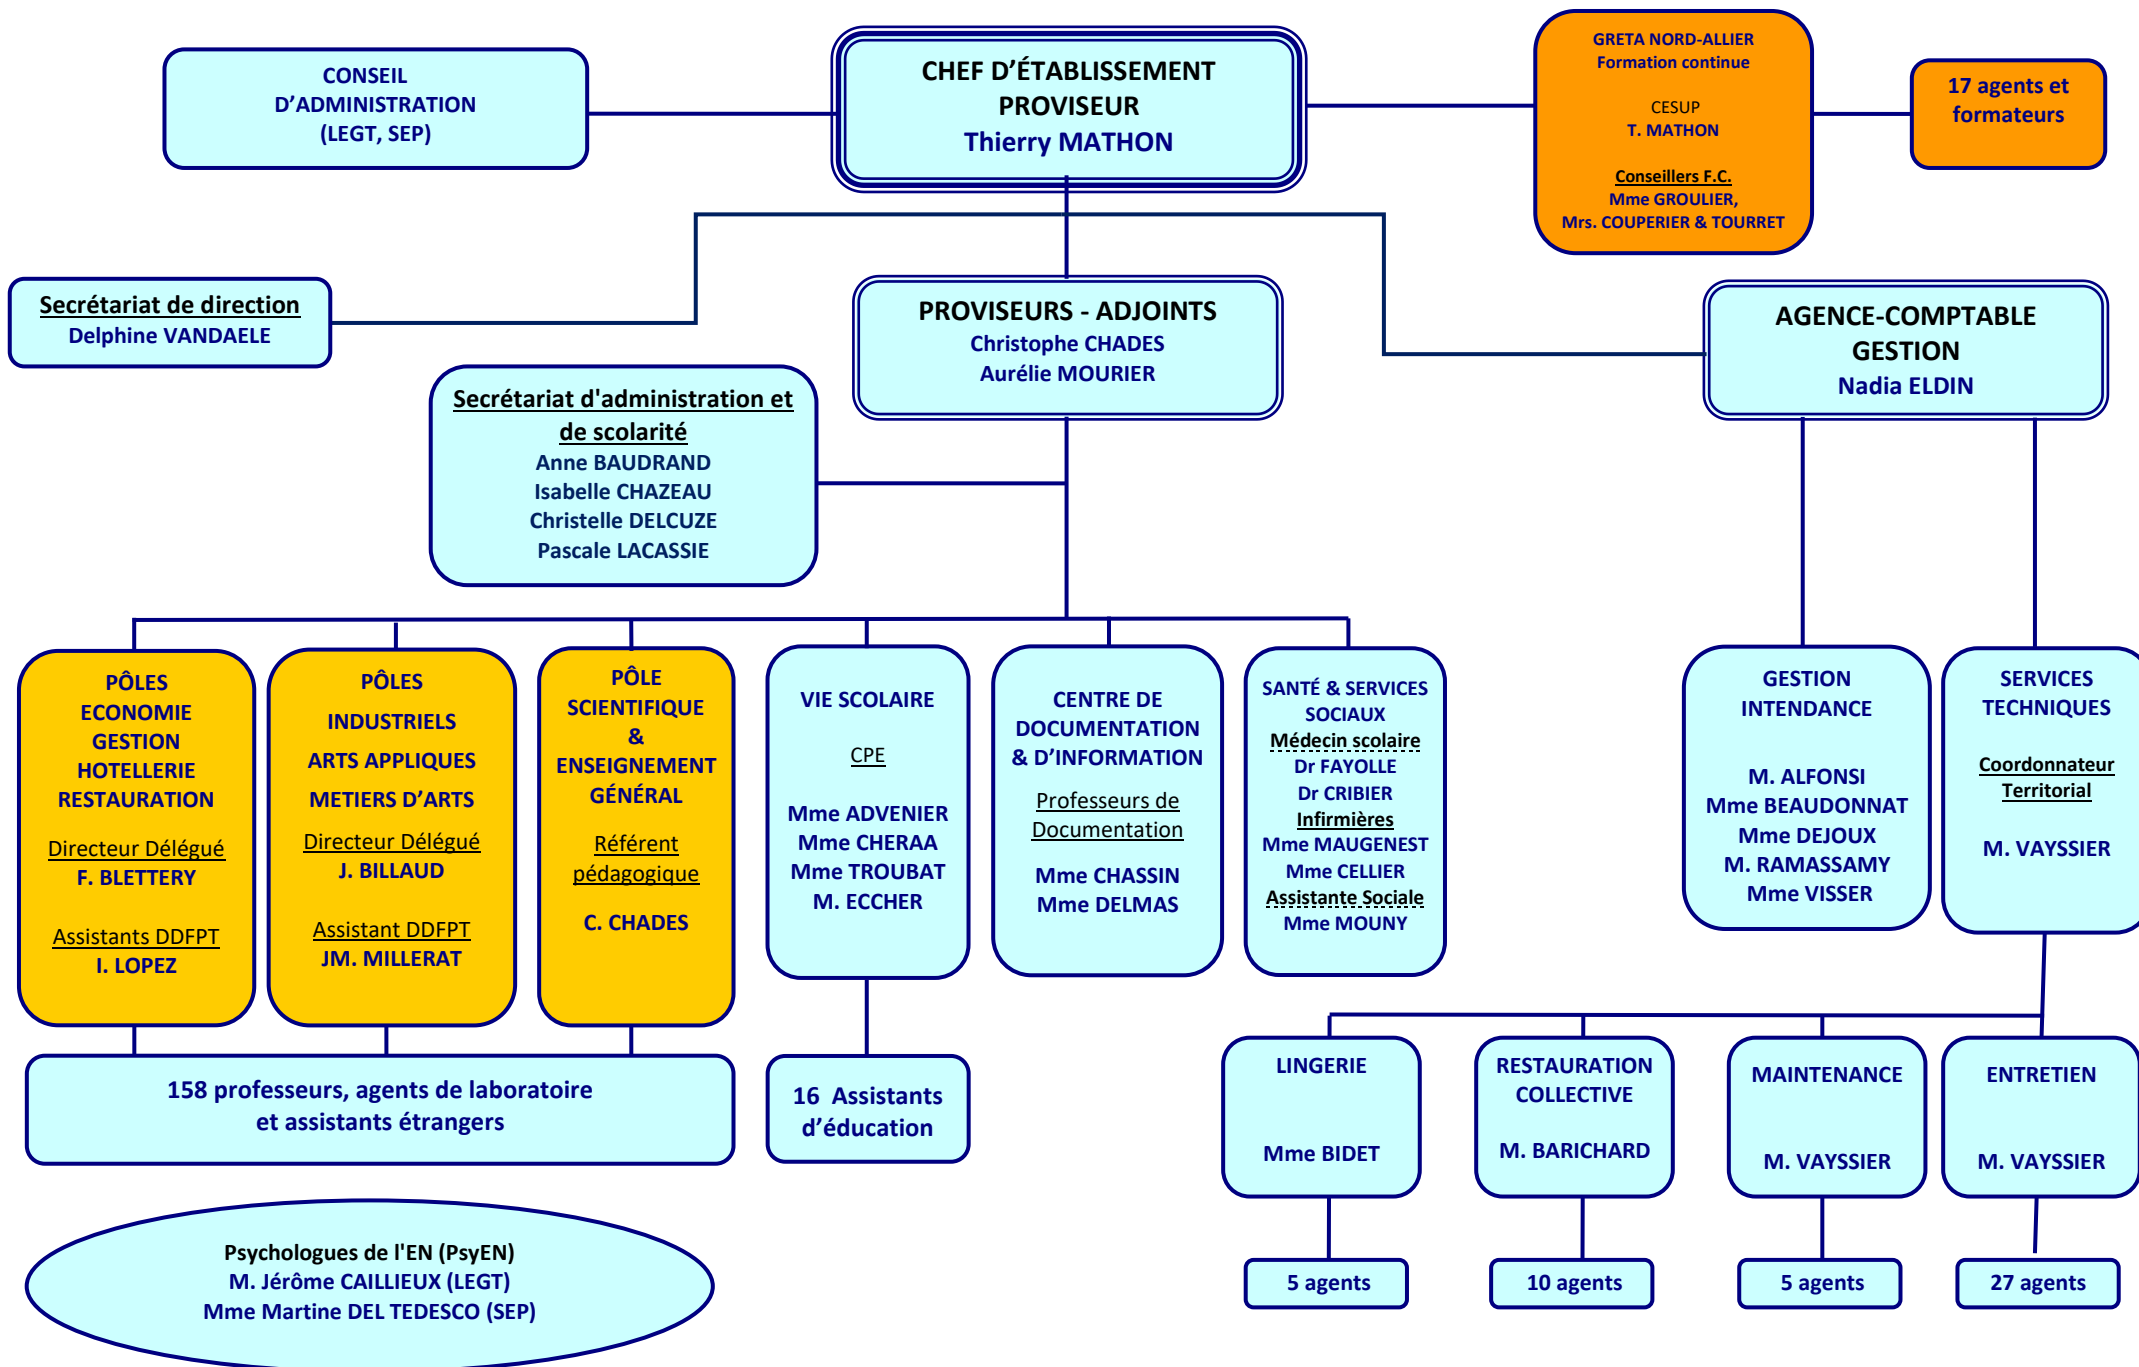 CONSEIL
D’ADMINISTRATION
(LEGT, SEP)
CHEF D’ÉTABLISSEMENT
PROVISEUR
Thierry MATHON
GRETA NORD-ALLIER
Formation continue
CESUP
T. MATHON
Conseillers F.C.
Mme GROULIER,
Mrs. COUPERIER & TOURRET
17 agents et
formateurs
Secrétariat de direction
Delphine VANDAELE
PROVISEURS - ADJOINTS
Christophe CHADES
Aurélie MOURIER
AGENCE-COMPTABLE
GESTION
Nadia ELDIN
Secrétariat d'administration et
de scolarité
Anne BAUDRAND
Isabelle CHAZEAU
Christelle DELCUZE
Pascale LACASSIE
PÔLES
ECONOMIE
GESTION
HOTELLERIE
RESTAURATION
Directeur Délégué
F. BLETTERY
Assistants DDFPT
I. LOPEZ
PÔLES
INDUSTRIELS
ARTS APPLIQUES
METIERS D’ARTS
Directeur Délégué
J. BILLAUD
Assistant DDFPT
JM. MILLERAT
PÔLE
SCIENTIFIQUE
&
ENSEIGNEMENT
GÉNÉRAL
Référent
pédagogique
C. CHADES
VIE SCOLAIRE
CPE
Mme ADVENIER
Mme CHERAA
Mme TROUBAT
M. ECCHER
CENTRE DE
DOCUMENTATION
& D’INFORMATION
Professeurs de
Documentation
Mme CHASSIN
Mme DELMAS
SANTÉ & SERVICES
SOCIAUX
Médecin scolaire
Dr FAYOLLE
Dr CRIBIER
Infirmières
Mme MAUGENEST
Mme CELLIER
Assistante Sociale
Mme MOUNY
GESTION
INTENDANCE
M. ALFONSI
Mme BEAUDONNAT
Mme DEJOUX
M. RAMASSAMY
Mme VISSER
SERVICES
TECHNIQUES
Coordonnateur
Territorial
M. VAYSSIER
158 professeurs, agents de laboratoire
et assistants étrangers
16 Assistants
d’éducation
LINGERIE
Mme BIDET
RESTAURATION
COLLECTIVE
M. BARICHARD
MAINTENANCE
M. VAYSSIER
ENTRETIEN
M. VAYSSIER
5 agents
10 agents
5 agents
27 agents
Psychologues de l'EN (PsyEN)
M. Jérôme CAILLIEUX (LEGT)
Mme Martine DEL TEDESCO (SEP)